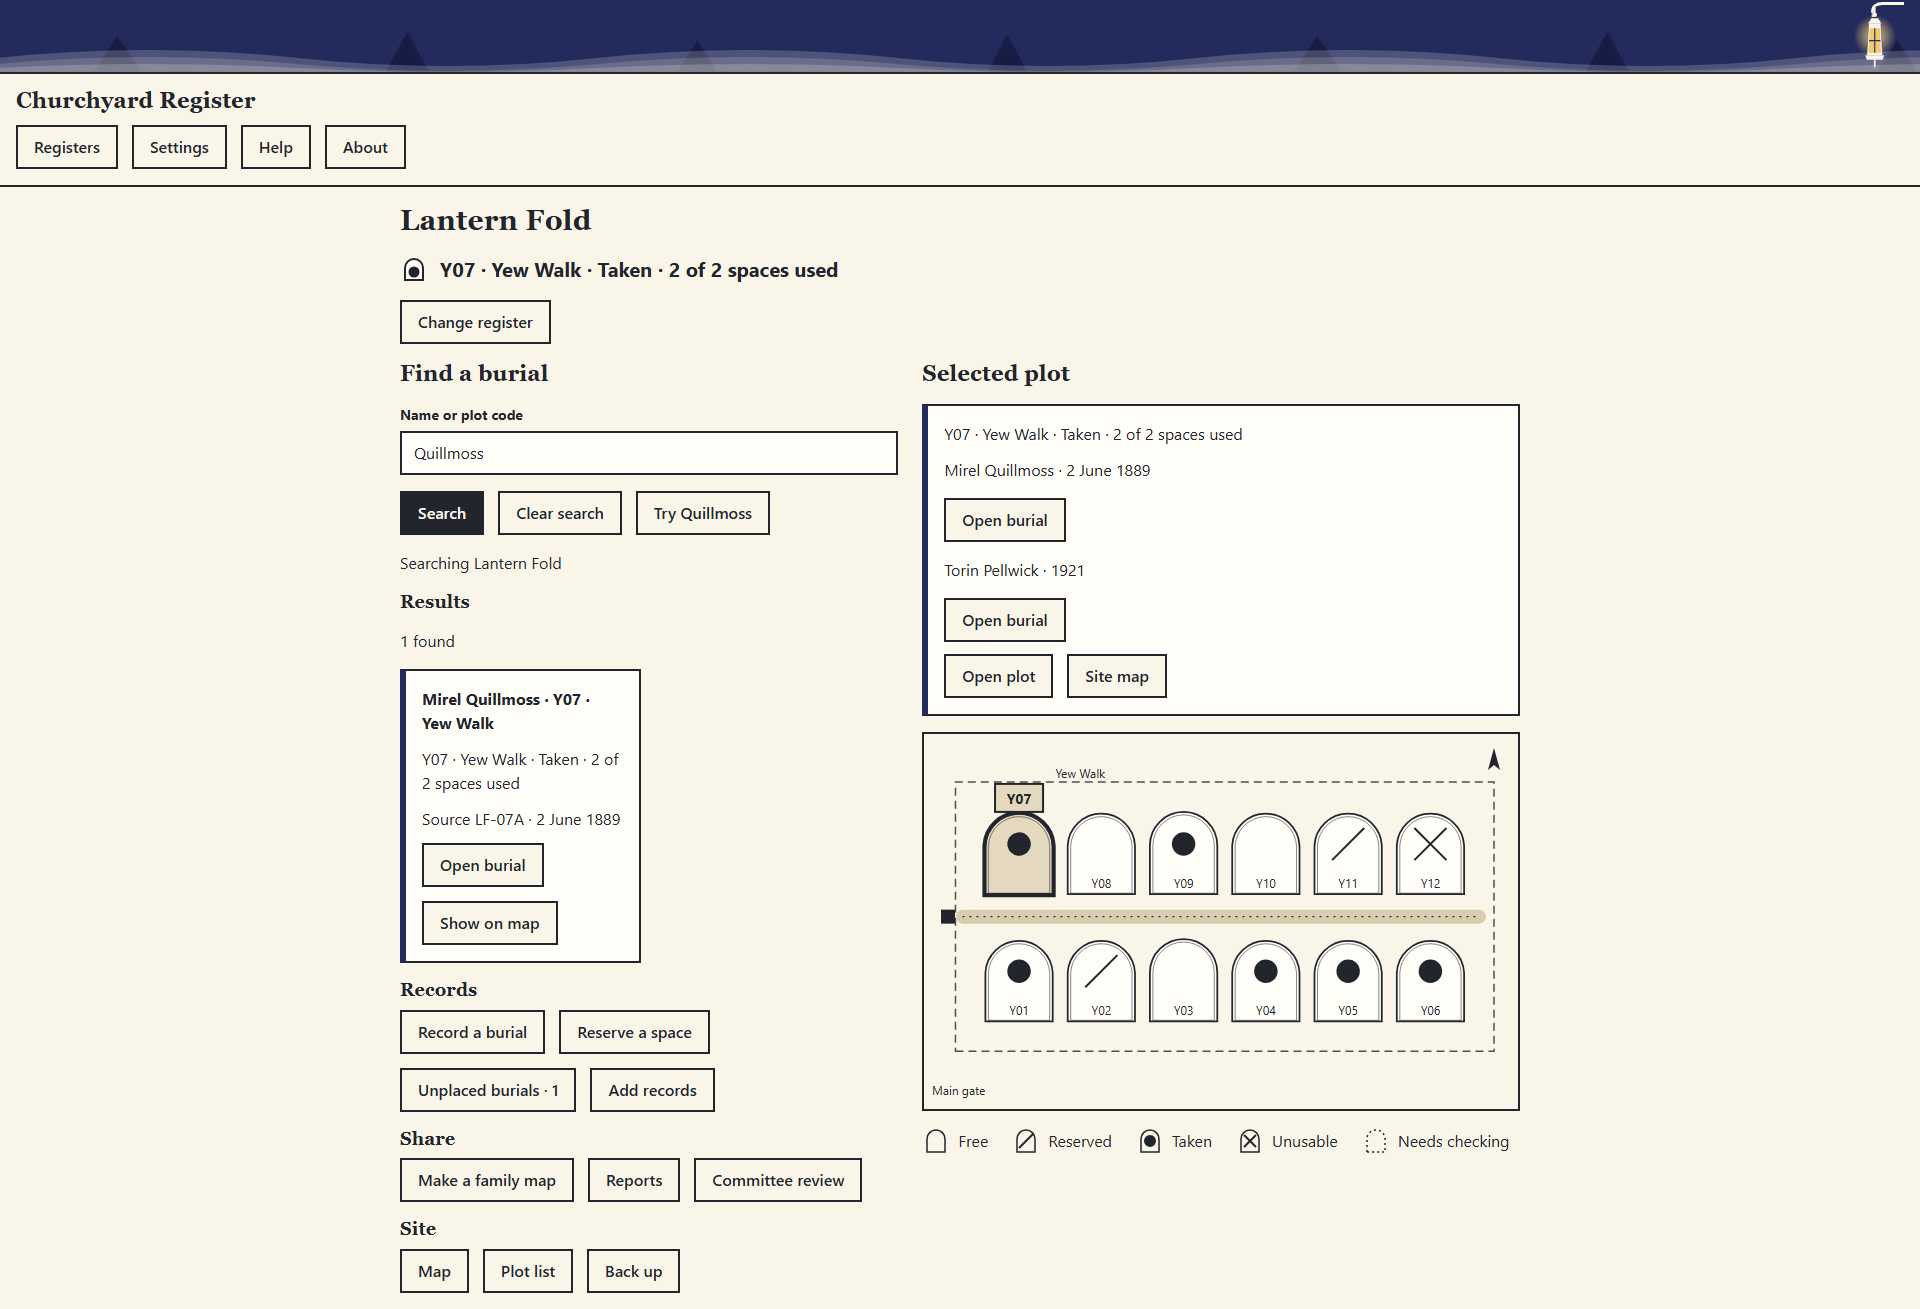 Churchyard Register
Registers
Settings
Help
About
Lantern Fold
Y07 · Yew Walk · Taken · 2 of 2 spaces used
Change register
Find a burial
Name or plot code
Quillmoss
Search
Clear search
Try Quillmoss
Searching Lantern Fold
Results
1 found
Mirel Quillmoss · Y07 ·
Yew Walk
Y07 · Yew Walk · Taken · 2 of
2 spaces used
Source LF-07A · 2 June 1889
Open burial
Show on map
Records
Record a burial
Reserve a space
Unplaced burials · 1
Add records
Share
Make a family map
Reports
Committee review
Site
Map
Plot list
Back up
Selected plot
Y07 · Yew Walk · Taken · 2 of 2 spaces used
Mirel Quillmoss · 2 June 1889
Open burial
Torin Pellwick · 1921
Open burial
Open plot
Site map
Yew Walk
Y07
Y08
Y09
Y10
Y11
Y12
Y01
Y02
Y03
Y04
Y05
Y06
Main gate
Free
Reserved
Taken
Unusable
Needs checking